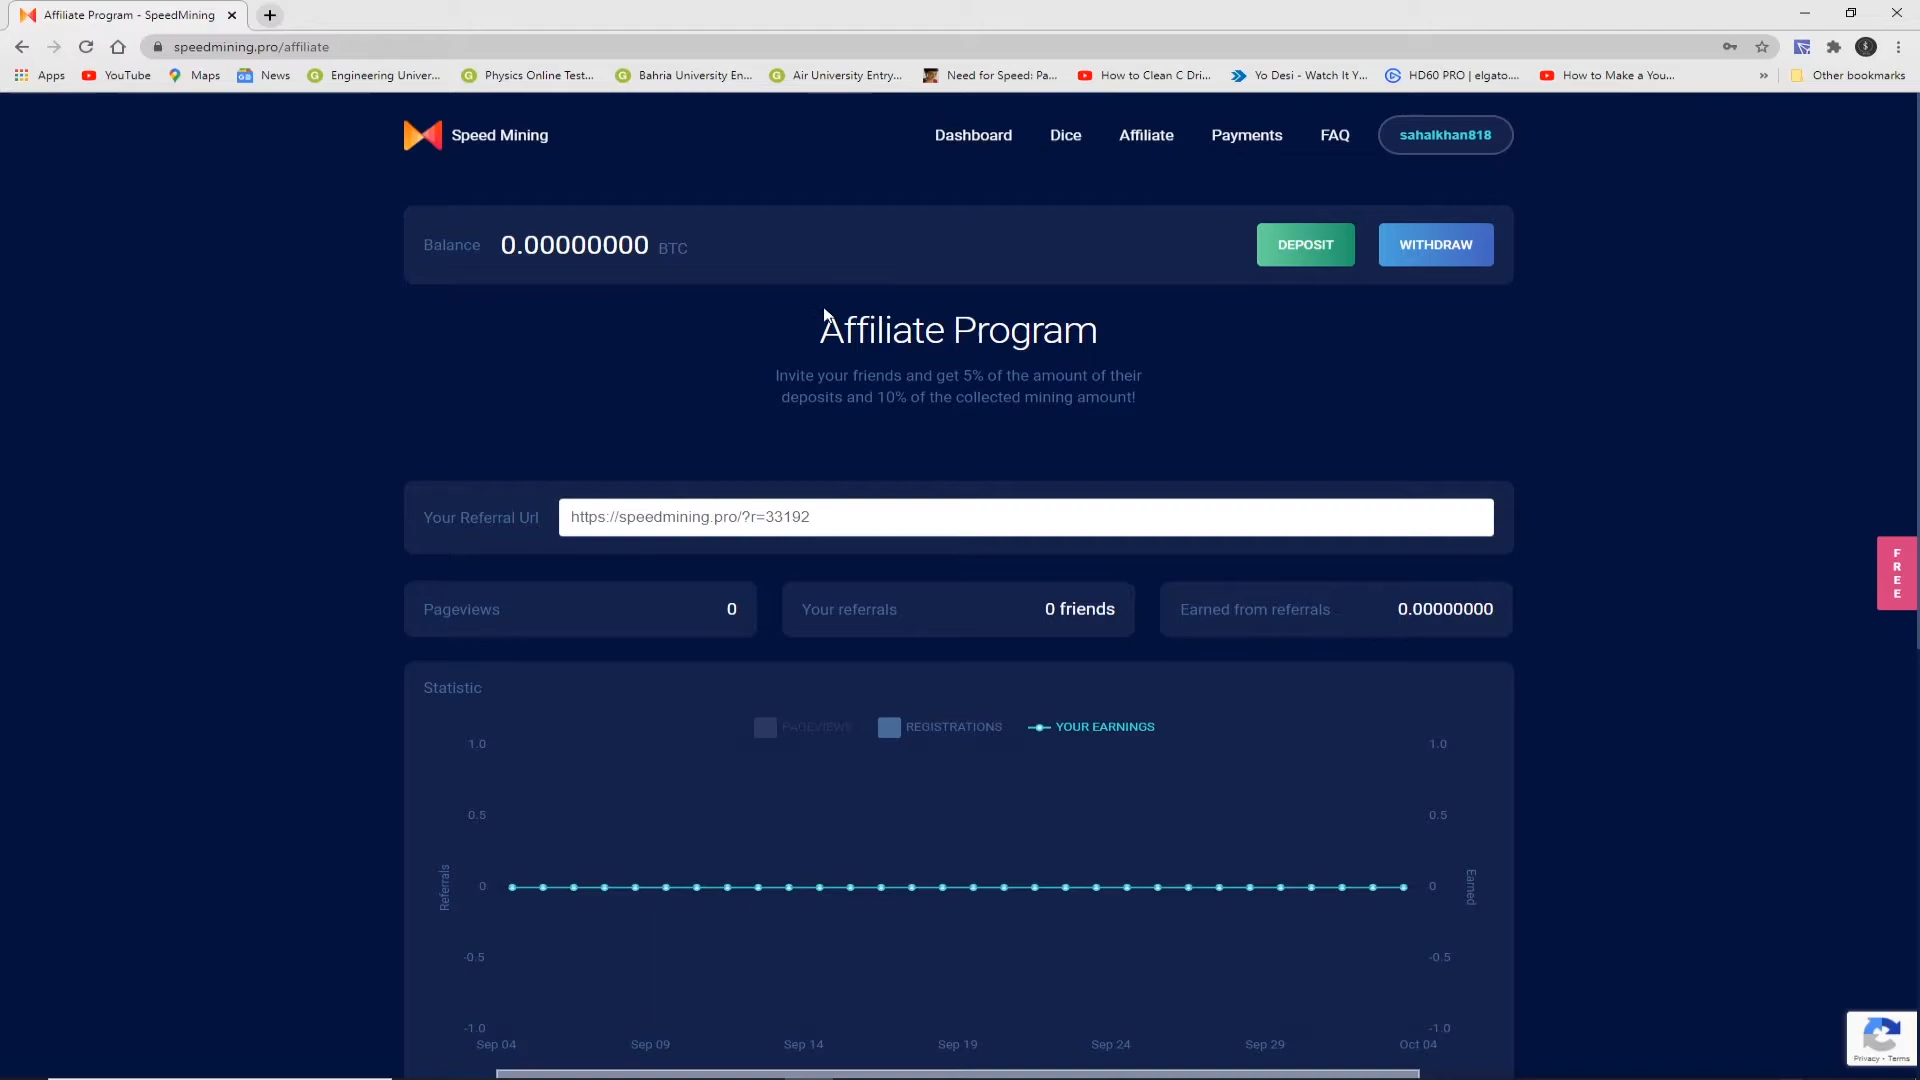 Affiliate Program - SpeedMining
speedmining.pro/affiliate
Apps YouTube Maps News Engineering Univer... Physics Online Test... Bahria University En... Air University Entry... Need for Speed: Pa... How to Clean C Dri... Yo Desi - Watch It Y... HD60 PRO | elgato.... How to Make a You... » Other bookmarks
Speed Mining Dashboard Dice Affiliate Payments FAQ sahalkhan818
Balance 0.00000000 BTC DEPOSIT WITHDRAW
Affiliate Program
Invite your friends and get 5% of the amount of their
deposits and 10% of the collected mining amount!
Your Referral Url https://speedmining.pro/?r=33192
FREE
Pageviews 0 Your referrals 0 friends Earned from referrals 0.00000000
Statistic
PAGEVIEWS REGISTRATIONS YOUR EARNINGS
1.0 1.0
0.5 0.5
Referrals 0 0 Earned
-0.5 -0.5
-1.0 -1.0
Sep 04 Sep 09 Sep 14 Sep 19 Sep 24 Sep 29 Oct 04
Privacy - Terms